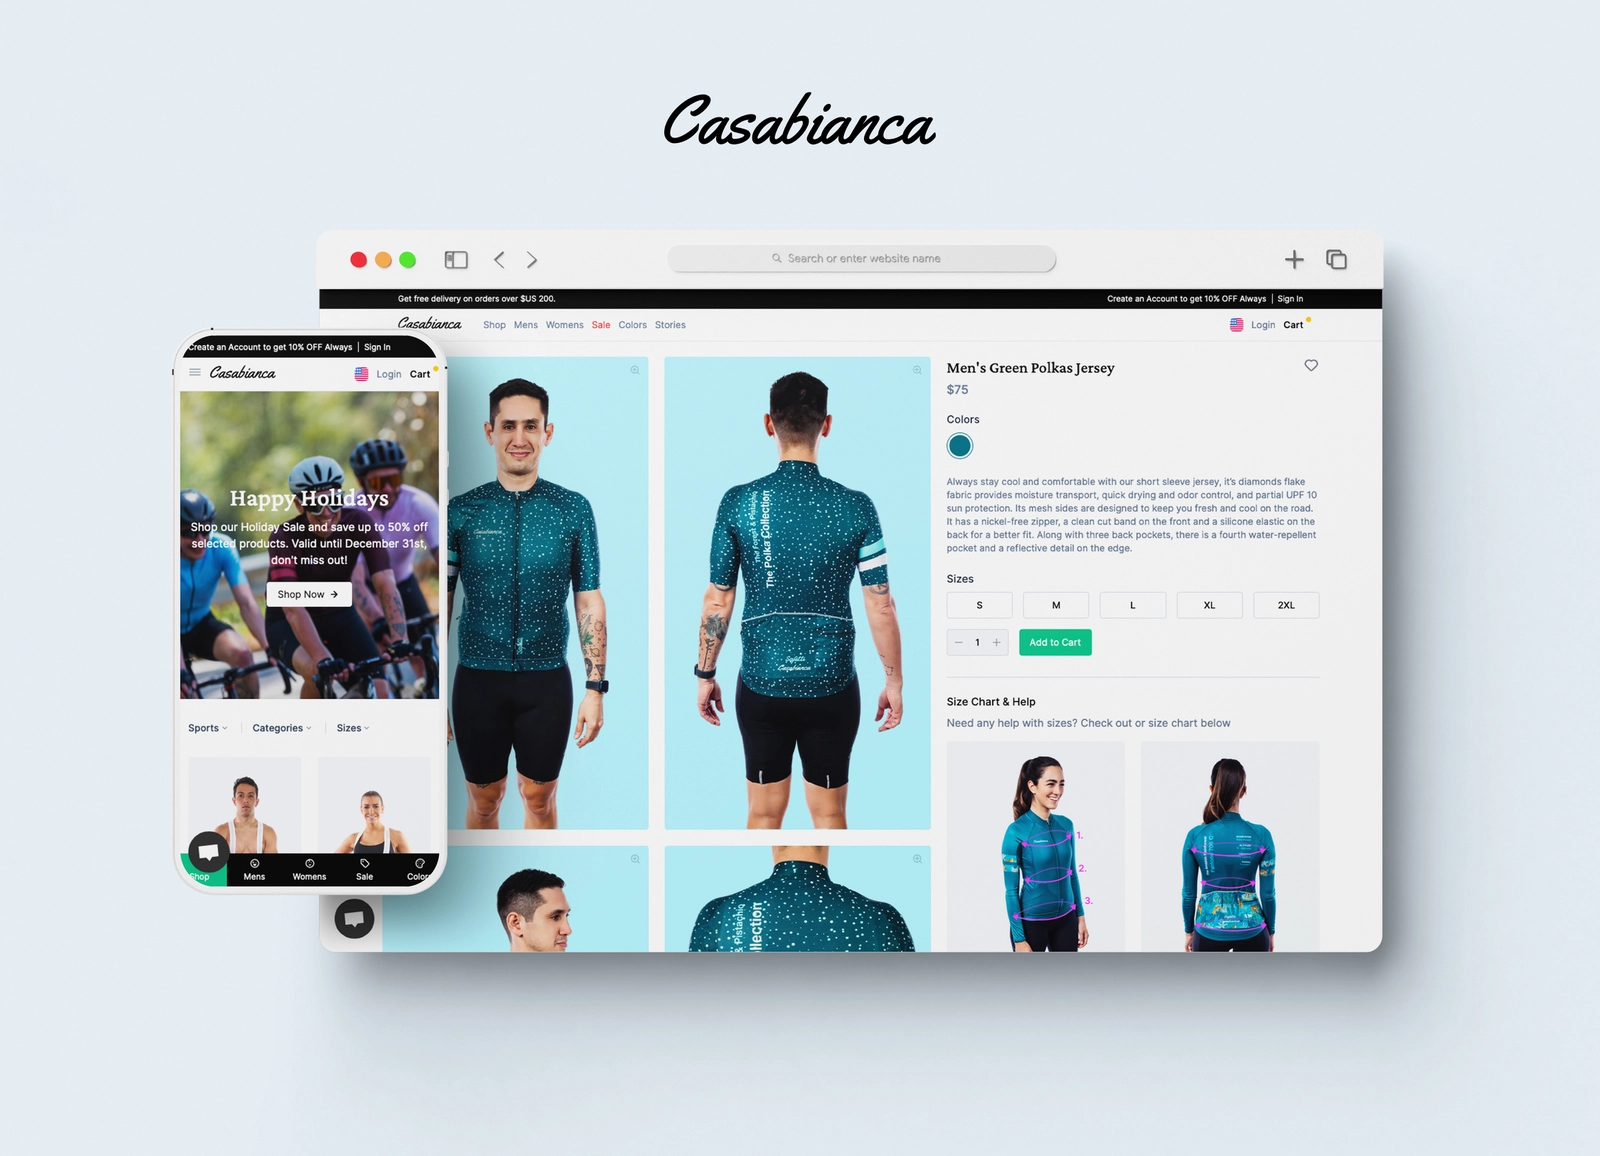 Casabianca
Search or enter website name
Get free delivery on orders over $US 200.
Create an Account to get 10% OFF Always | Sign In
Casabianca
Shop Mens Womens Sale Colors Stories
Login Cart
Men's Green Polkas Jersey
$75
Colors
Always stay cool and comfortable with our short sleeve jersey, it's diamonds flake
fabric provides moisture transport, quick drying and odor control, and partial UPF 10
sun protection. Its mesh sides are designed to keep you fresh and cool on the road.
It has a nickel-free zipper, a clean cut band on the front and a silicone elastic on the
back for a better fit. Along with three back pockets, there is a fourth water-repellent
pocket and a reflective detail on the edge.
Sizes
S M L XL 2XL
− 1 +
Add to Cart
Size Chart & Help
Need any help with sizes? Check out or size chart below
1.
2.
3.
Casabianca
The Polka Collection
Casabianca
& Pistachio
llection
Create an Account to get 10% OFF Always | Sign In
Casabianca
Login Cart
Happy Holidays
Shop our Holiday Sale and save up to 50% off
selected products. Valid until December 31st,
don't miss out!
Shop Now →
Sports Categories Sizes
Shop Mens Womens Sale Colors